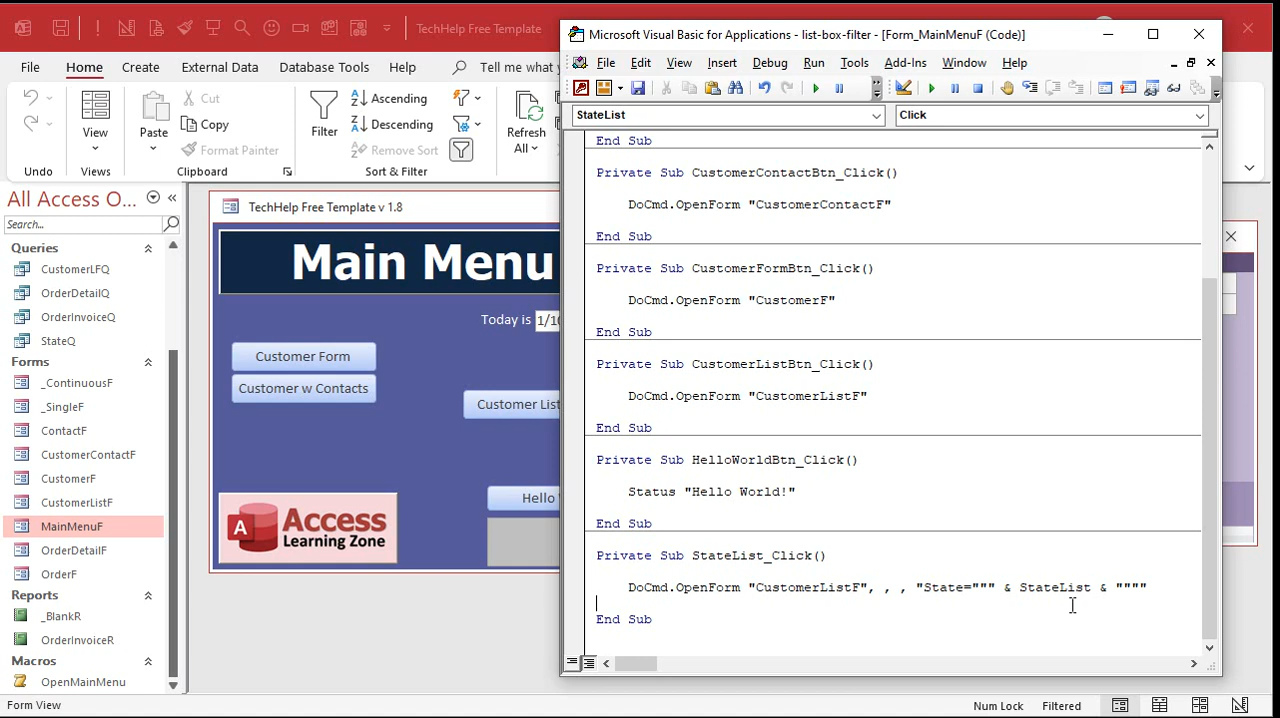 TechHelp Free Template
File Home Create External Data Database Tools Help Tell me what
Undo
View
Views
Paste
Cut
Copy
Format Painter
Clipboard
Filter
Ascending
Descending
Remove Sort
Sort & Filter
Refresh
All
All Access O...
Search...
Queries
CustomerLFQ
OrderDetailQ
OrderInvoiceQ
StateQ
Forms
_ContinuousF
_SingleF
ContactF
CustomerContactF
CustomerF
CustomerListF
MainMenuF
OrderDetailF
OrderF
Reports
_BlankR
OrderInvoiceR
Macros
OpenMainMenu
TechHelp Free Template v 1.8
Main Menu
Today is 1/10
Customer Form
Customer w Contacts
Customer List
Hello
Access
Learning Zone
Microsoft Visual Basic for Applications - list-box-filter - [Form_MainMenuF (Code)]
File Edit View Insert Debug Run Tools Add-Ins Window Help
StateList Click
End Sub
Private Sub CustomerContactBtn_Click()
DoCmd.OpenForm "CustomerContactF"
End Sub
Private Sub CustomerFormBtn_Click()
DoCmd.OpenForm "CustomerF"
End Sub
Private Sub CustomerListBtn_Click()
DoCmd.OpenForm "CustomerListF"
End Sub
Private Sub HelloWorldBtn_Click()
Status "Hello World!"
End Sub
Private Sub StateList_Click()
DoCmd.OpenForm "CustomerListF", , , "State=""" & StateList & """"
End Sub
Form View Num Lock Filtered